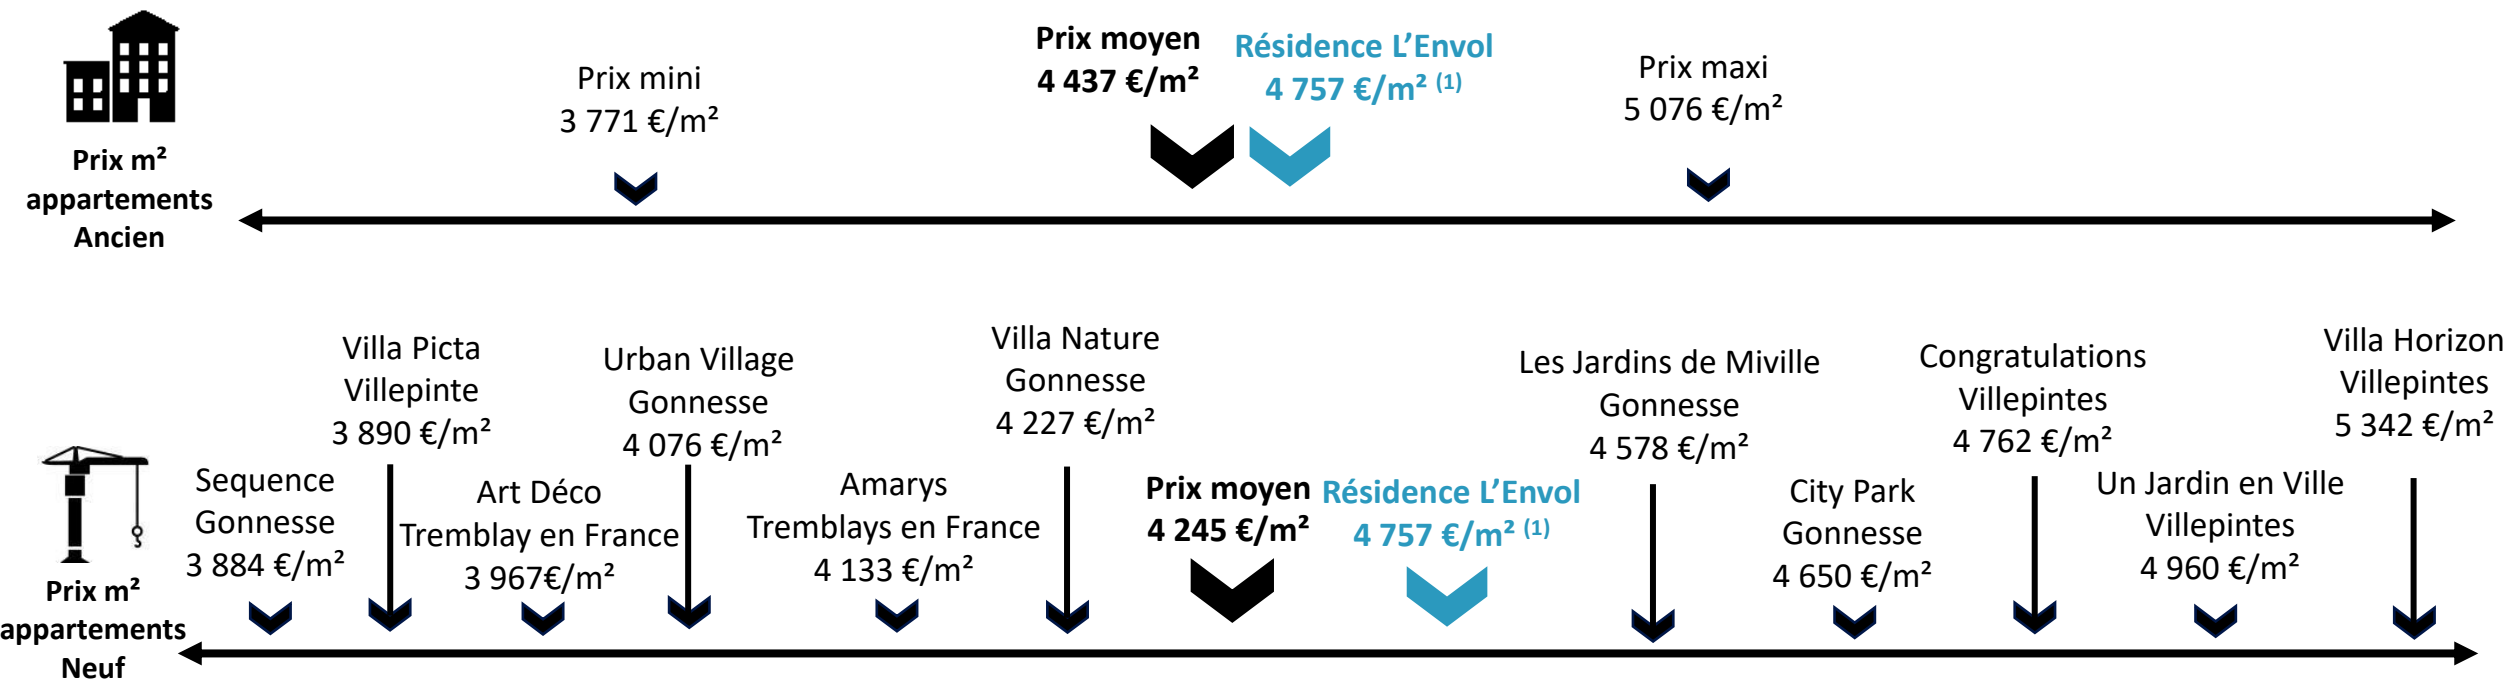 Prix m²
appartements
Ancien
Prix mini
3 771 €/m²
Prix moyen
4 437 €/m²
Résidence L’Envol
4 757 €/m² (1)
Prix maxi
5 076 €/m²
Prix m²
appartements
Neuf
Sequence
Gonnesse
3 884 €/m²
Villa Picta
Villepinte
3 890 €/m²
Art Déco
Tremblay en France
3 967€/m²
Urban Village
Gonnesse
4 076 €/m²
Amarys
Tremblays en France
4 133 €/m²
Villa Nature
Gonnesse
4 227 €/m²
Prix moyen
4 245 €/m²
Résidence L’Envol
4 757 €/m² (1)
Les Jardins de Miville
Gonnesse
4 578 €/m²
City Park
Gonnesse
4 650 €/m²
Congratulations
Villepintes
4 762 €/m²
Un Jardin en Ville
Villepintes
4 960 €/m²
Villa Horizon
Villepintes
5 342 €/m²